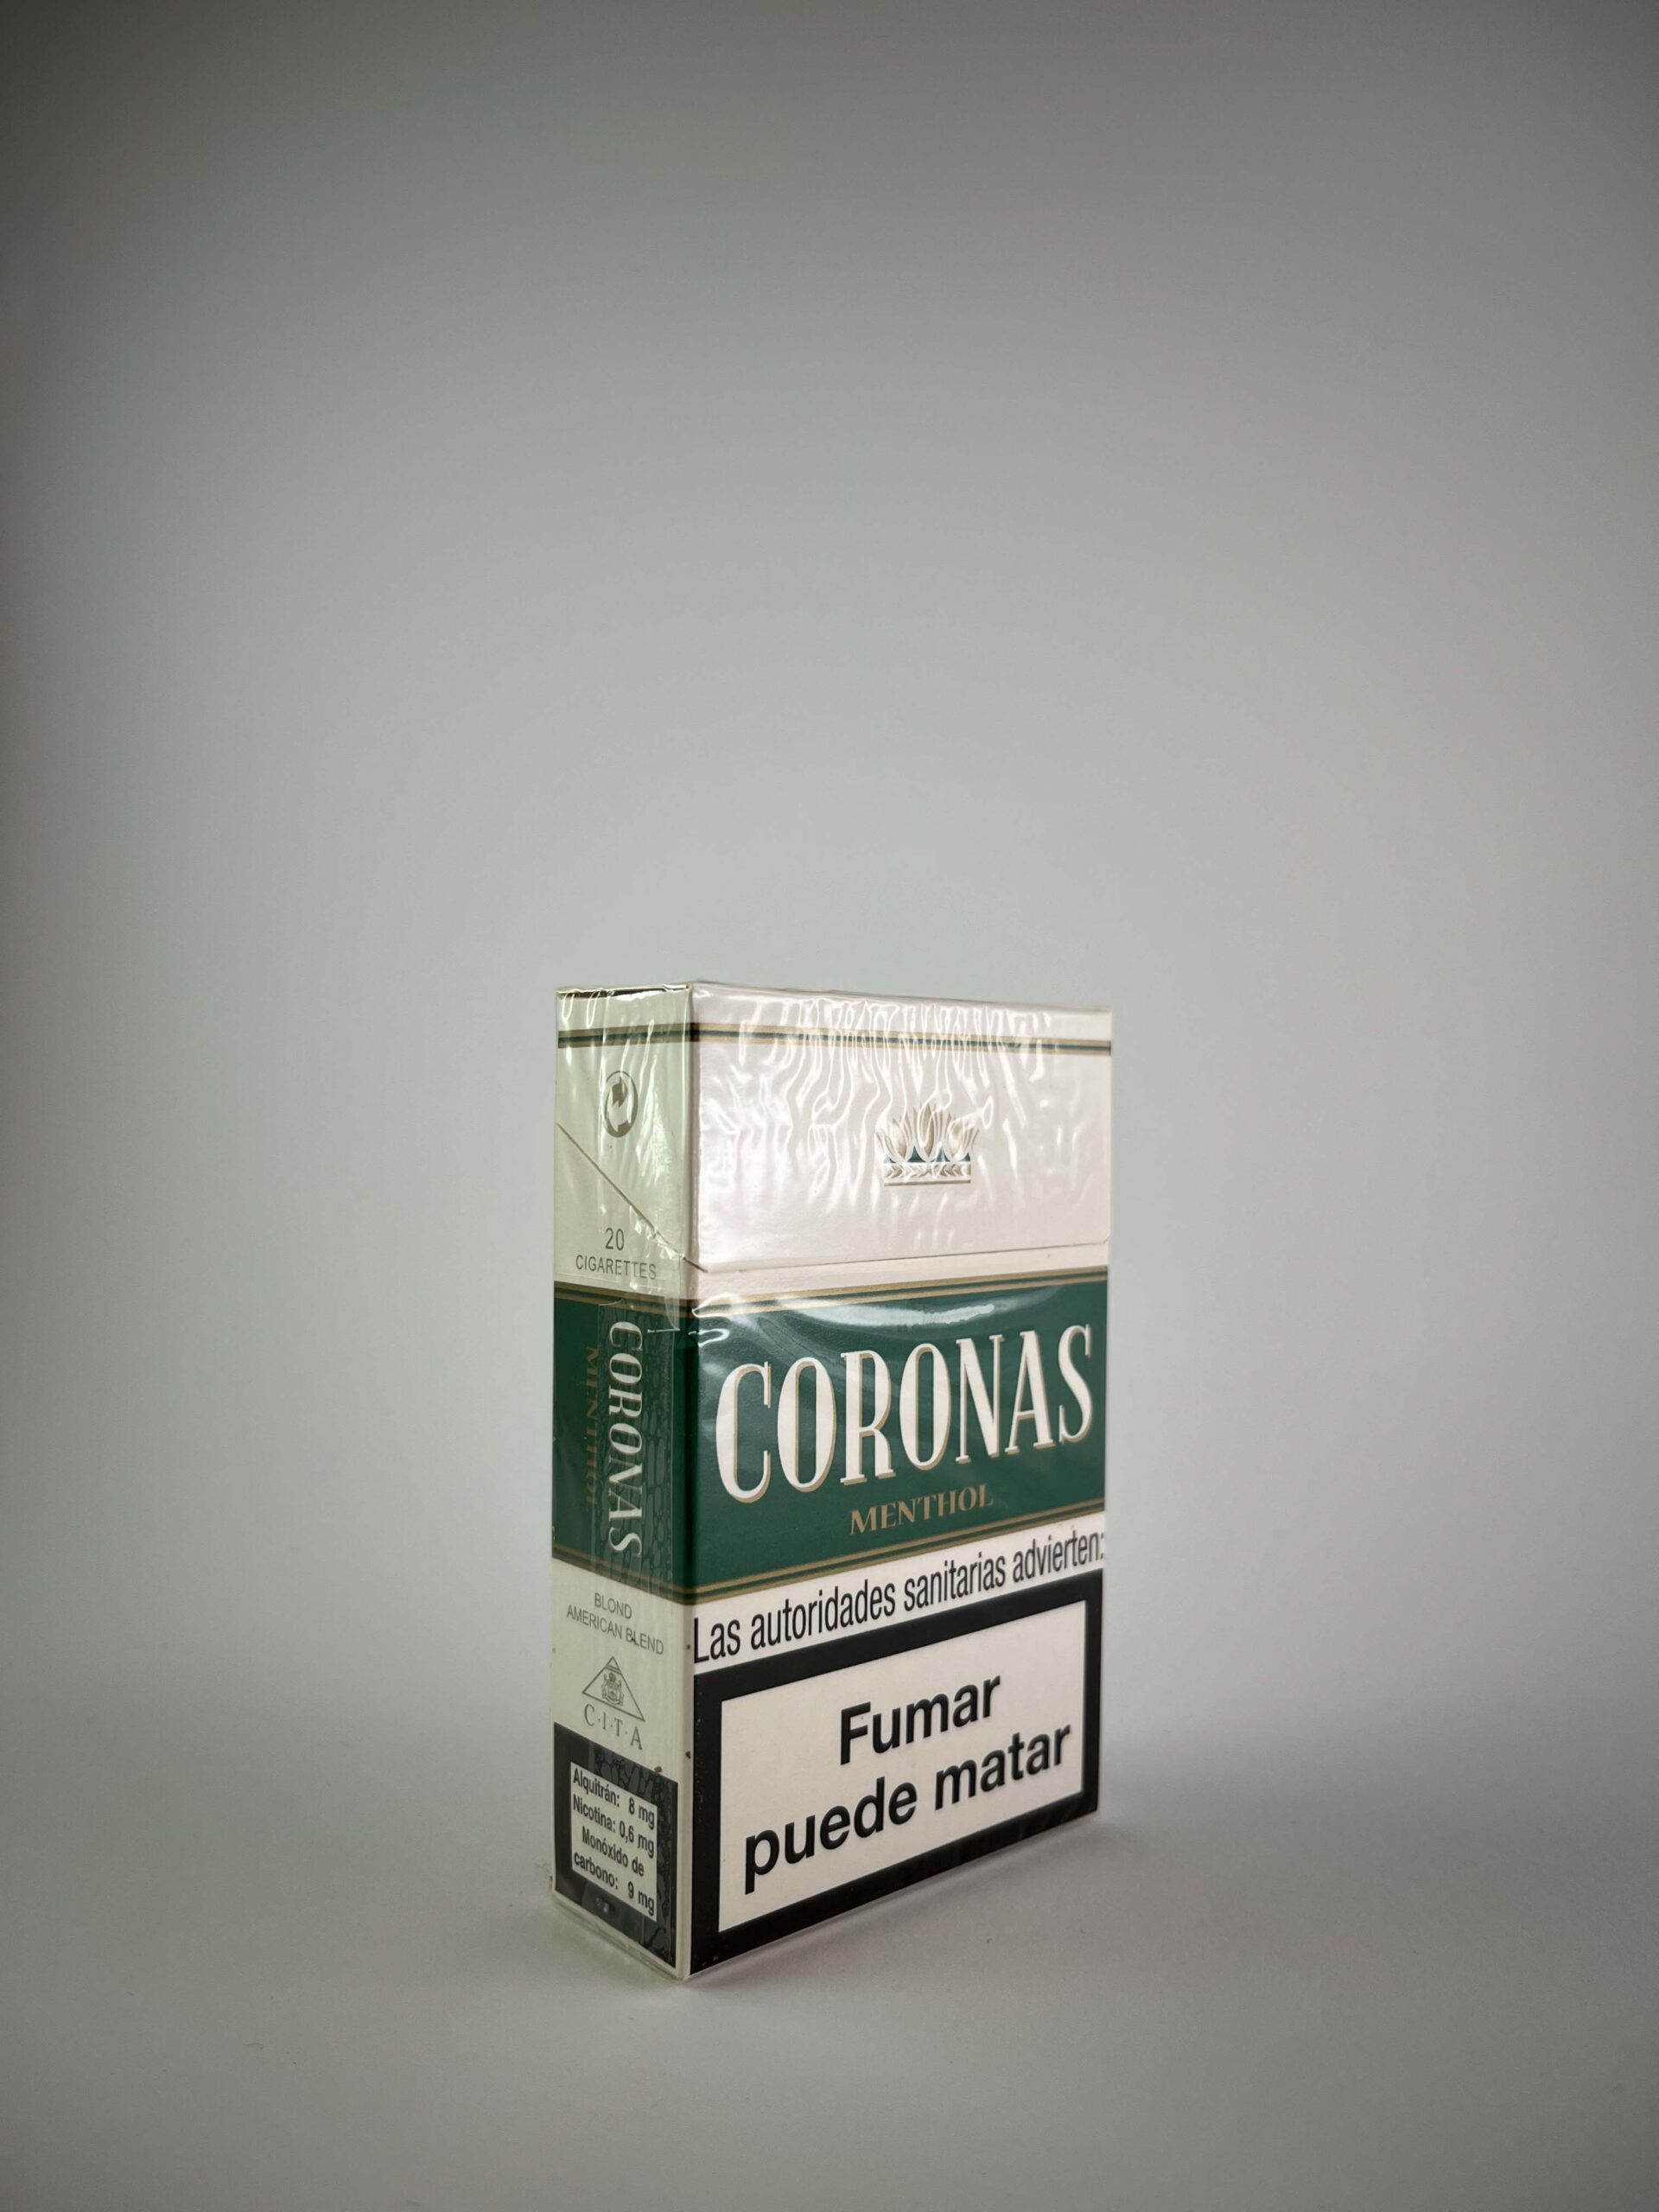 20
CIGARETTES
CORONAS
MENTHOL
BLOND
AMERICAN BLEND
C·I·T·A
Alquitrán: 8 mg
Nicotina: 0,6 mg
Monóxido de
carbono: 9 mg
CORONAS
MENTHOL
Las autoridades sanitarias advierten:
Fumar
puede matar